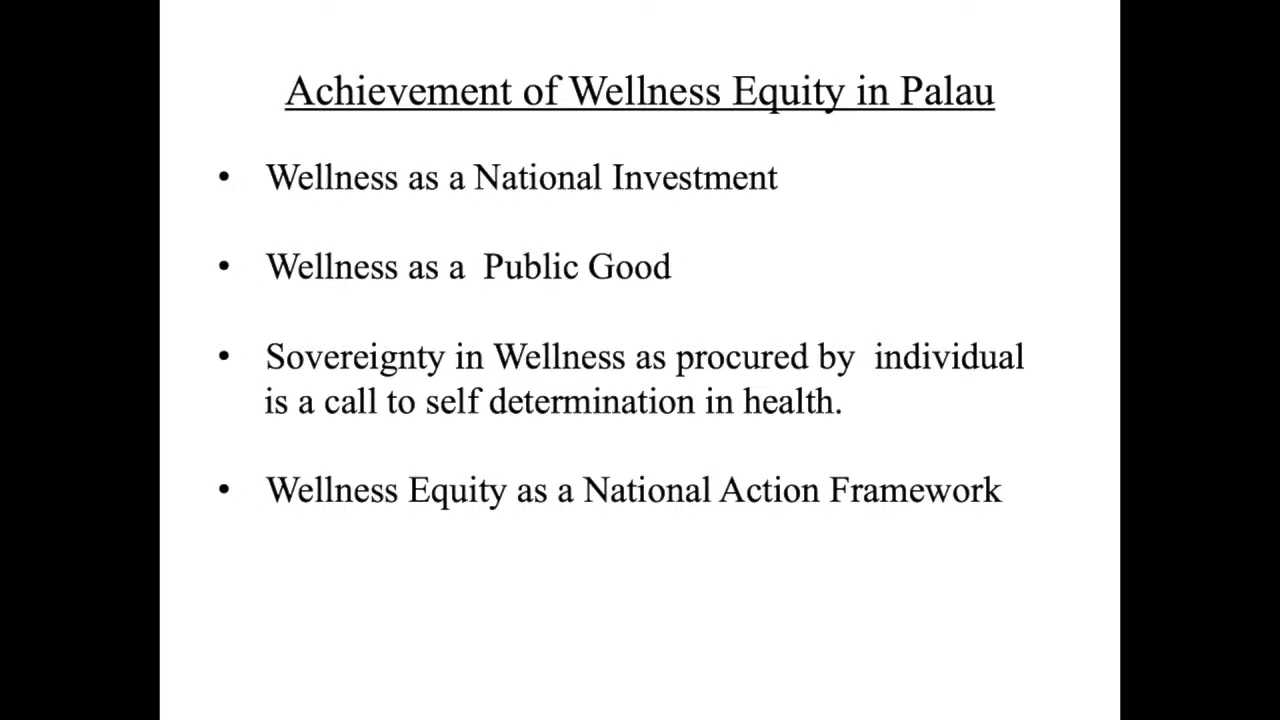 Achievement of Wellness Equity in Palau
• Wellness as a National Investment
• Wellness as a  Public Good
• Sovereignty in Wellness as procured by  individual
is a call to self determination in health.
• Wellness Equity as a National Action Framework